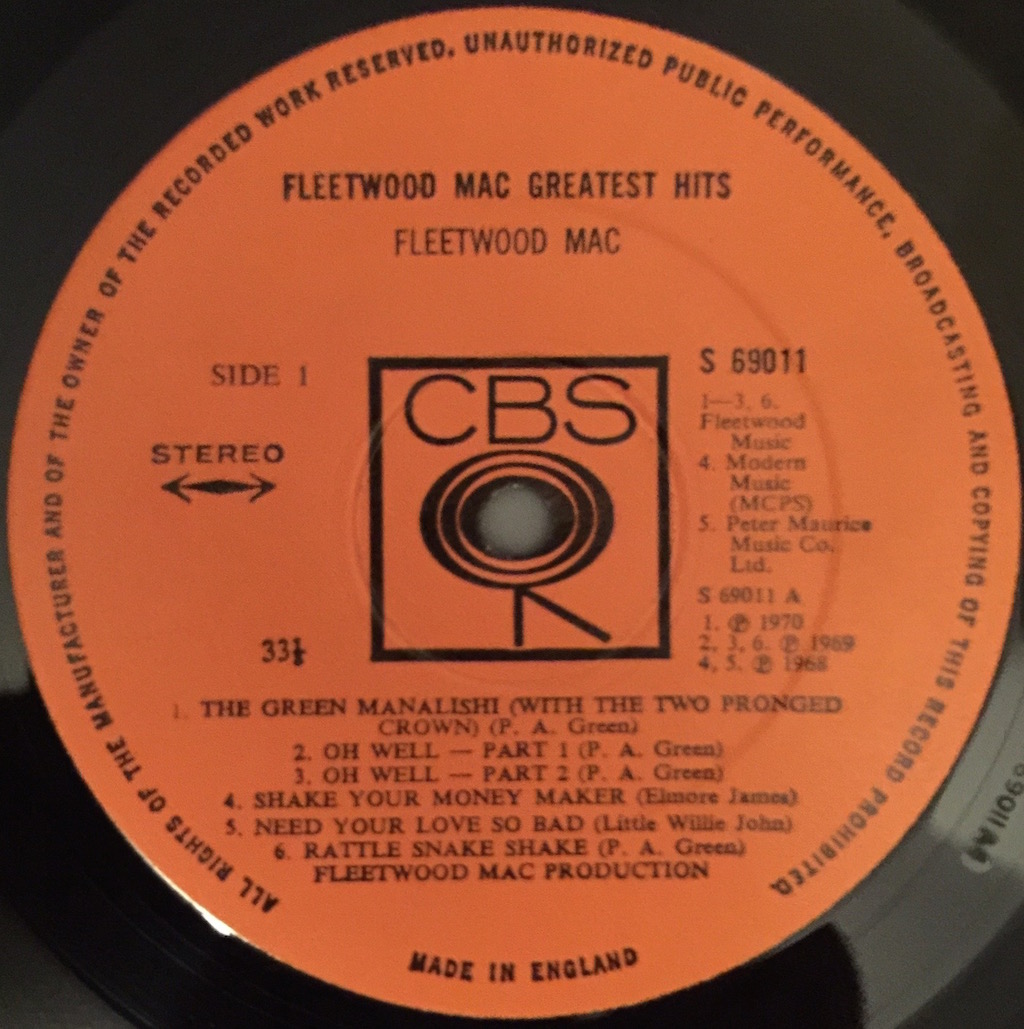 ALL RIGHTS OF THE MANUFACTURER AND OF THE OWNER OF THE RECORDED WORK RESERVED. UNAUTHORIZED PUBLIC PERFORMANCE, BROADCASTING AND COPYING OF THIS RECORD PROHIBITED.
FLEETWOOD MAC GREATEST HITS
FLEETWOOD MAC
SIDE 1
STEREO
33⅓
CBS
S 69011
1—3, 6.
Fleetwood
Music
4. Modern
Music
(MCPS)
5. Peter Maurice
Music Co.
Ltd.
S 69011 A
1. ℗ 1970
2, 3, 6. ℗ 1969
4, 5. ℗ 1968
1. THE GREEN MANALISHI (WITH THE TWO PRONGED
CROWN) (P. A. Green)
2. OH WELL — PART 1 (P. A. Green)
3. OH WELL — PART 2 (P. A. Green)
4. SHAKE YOUR MONEY MAKER (Elmore James)
5. NEED YOUR LOVE SO BAD (Little Willie John)
6. RATTLE SNAKE SHAKE (P. A. Green)
FLEETWOOD MAC PRODUCTION
MADE IN ENGLAND